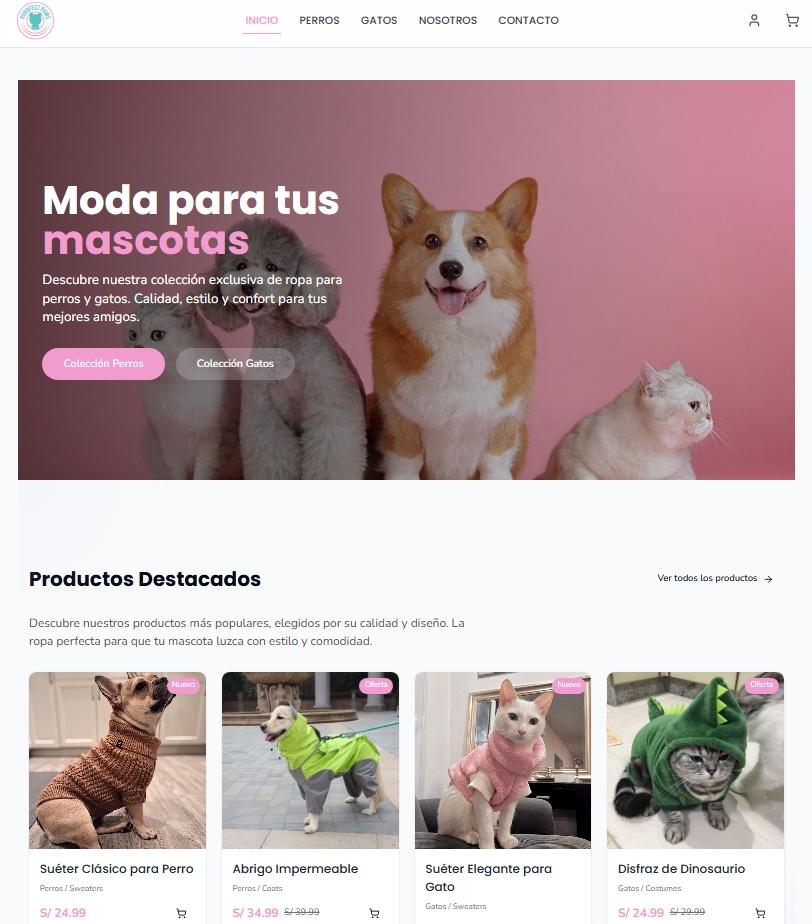 PURRFECT PAWS
INICIO PERROS GATOS NOSOTROS CONTACTO
Moda para tus
mascotas
Descubre nuestra colección exclusiva de ropa para
perros y gatos. Calidad, estilo y confort para tus
mejores amigos.
Colección Perros Colección Gatos
Productos Destacados
Ver todos los productos →
Descubre nuestros productos más populares, elegidos por su calidad y diseño. La
ropa perfecta para que tu mascota luzca con estilo y comodidad.
Nuevo
Suéter Clásico para Perro
Perros / Sweaters
S/ 24.99
Oferta
Abrigo Impermeable
Perros / Coats
S/ 34.99 S/ 39.99
Nuevo
Suéter Elegante para
Gato
Gatos / Sweaters
Oferta
Disfraz de Dinosaurio
Gatos / Costumes
S/ 24.99 S/ 29.99